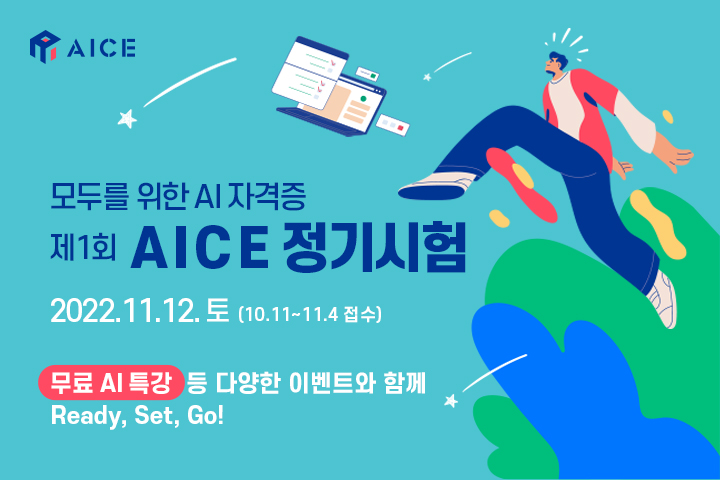 AICE
모두를 위한 AI 자격증
제1회 AICE 정기시험
2022.11.12. 토 (10.11~11.4 접수)
무료 AI 특강 등 다양한 이벤트와 함께
Ready, Set, Go!